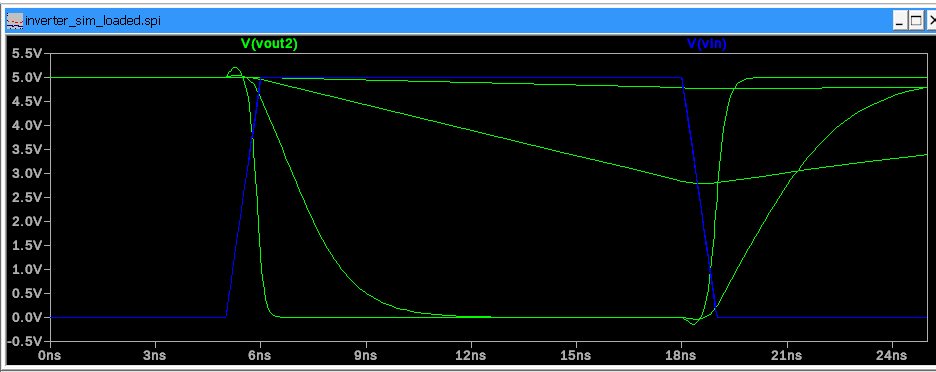 inverter_sim_loaded.spi
V(vout2) V(vin)
5.5V
5.0V
4.5V
4.0V
3.5V
3.0V
2.5V
2.0V
1.5V
1.0V
0.5V
0.0V
-0.5V
0ns 3ns 6ns 9ns 12ns 15ns 18ns 21ns 24ns